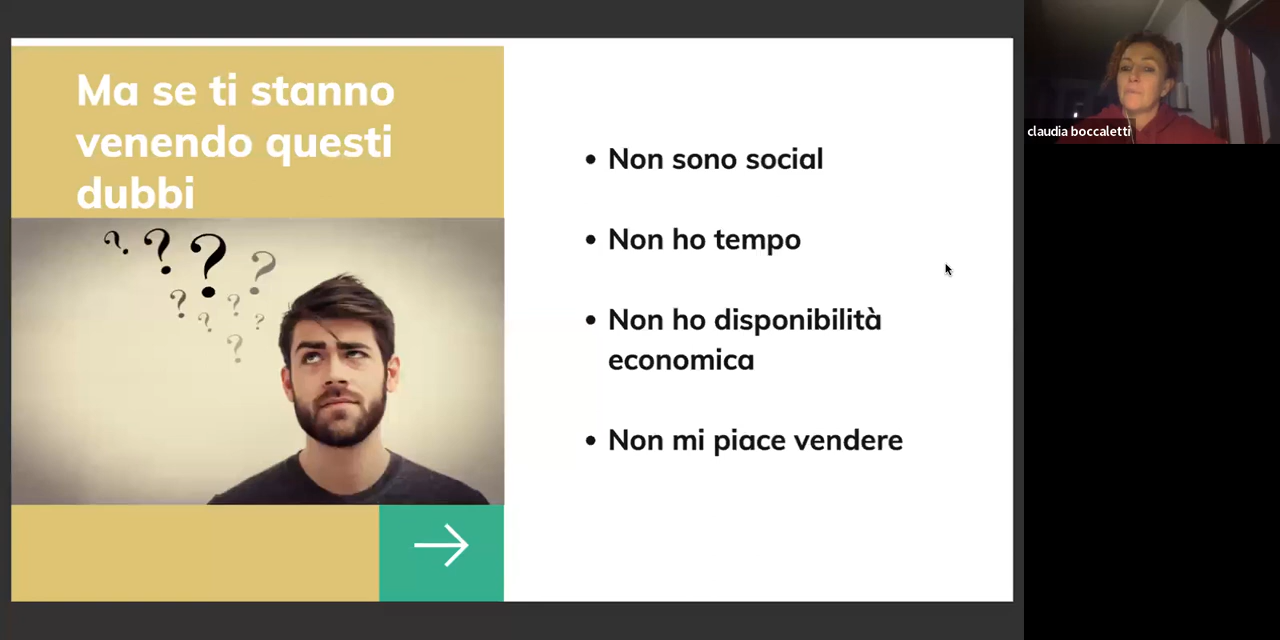 Ma se ti stanno
venendo questi
dubbi
? ? ? ?
? ? ? ?
?
• Non sono social
• Non ho tempo
• Non ho disponibilità
economica
• Non mi piace vendere
claudia boccaletti